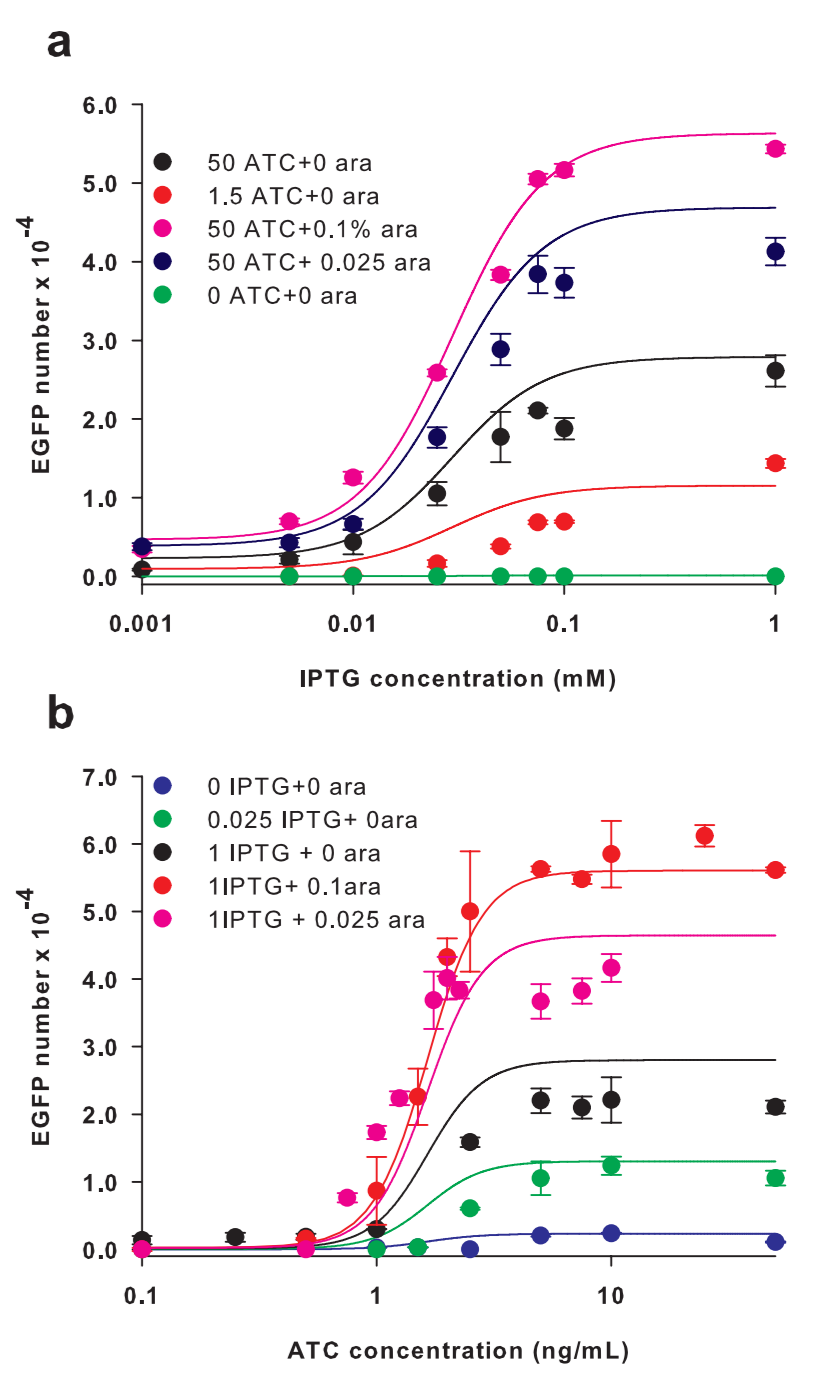 a
6.0
5.0
4.0
3.0
2.0
1.0
0.0
EGFP number x 10⁻⁴
50 ATC+0 ara
1.5 ATC+0 ara
50 ATC+0.1% ara
50 ATC+ 0.025 ara
0 ATC+0 ara
0.001 0.01 0.1 1
IPTG concentration (mM)
b
7.0
6.0
5.0
4.0
3.0
2.0
1.0
0.0
EGFP number x 10⁻⁴
0 IPTG+0 ara
0.025 IPTG+ 0ara
1 IPTG + 0 ara
1IPTG+ 0.1ara
1IPTG + 0.025 ara
0.1 1 10
ATC concentration (ng/mL)